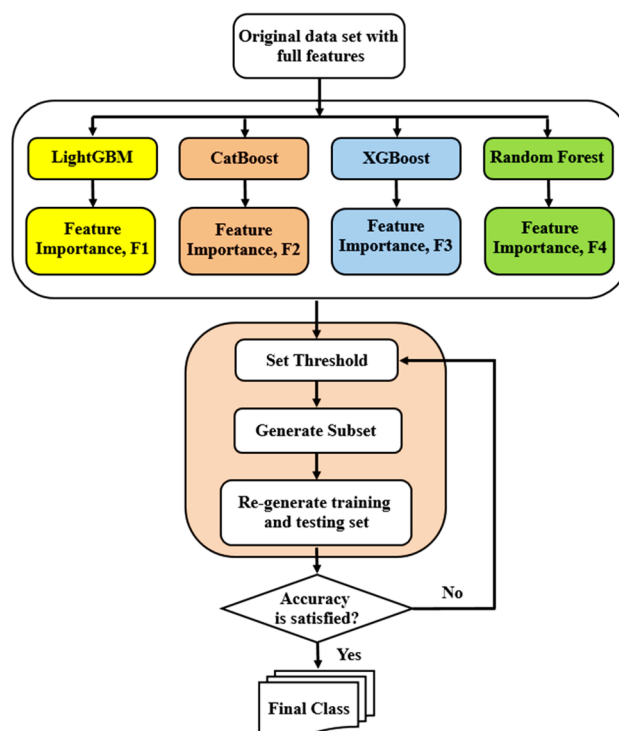 Original data set with
full features
LightGBM
CatBoost
XGBoost
Random Forest
Feature
Importance, F1
Feature
Importance, F2
Feature
Importance, F3
Feature
Importance, F4
Set Threshold
Generate Subset
Re-generate training
and testing set
Accuracy
is satisfied?
No
Yes
Final Class